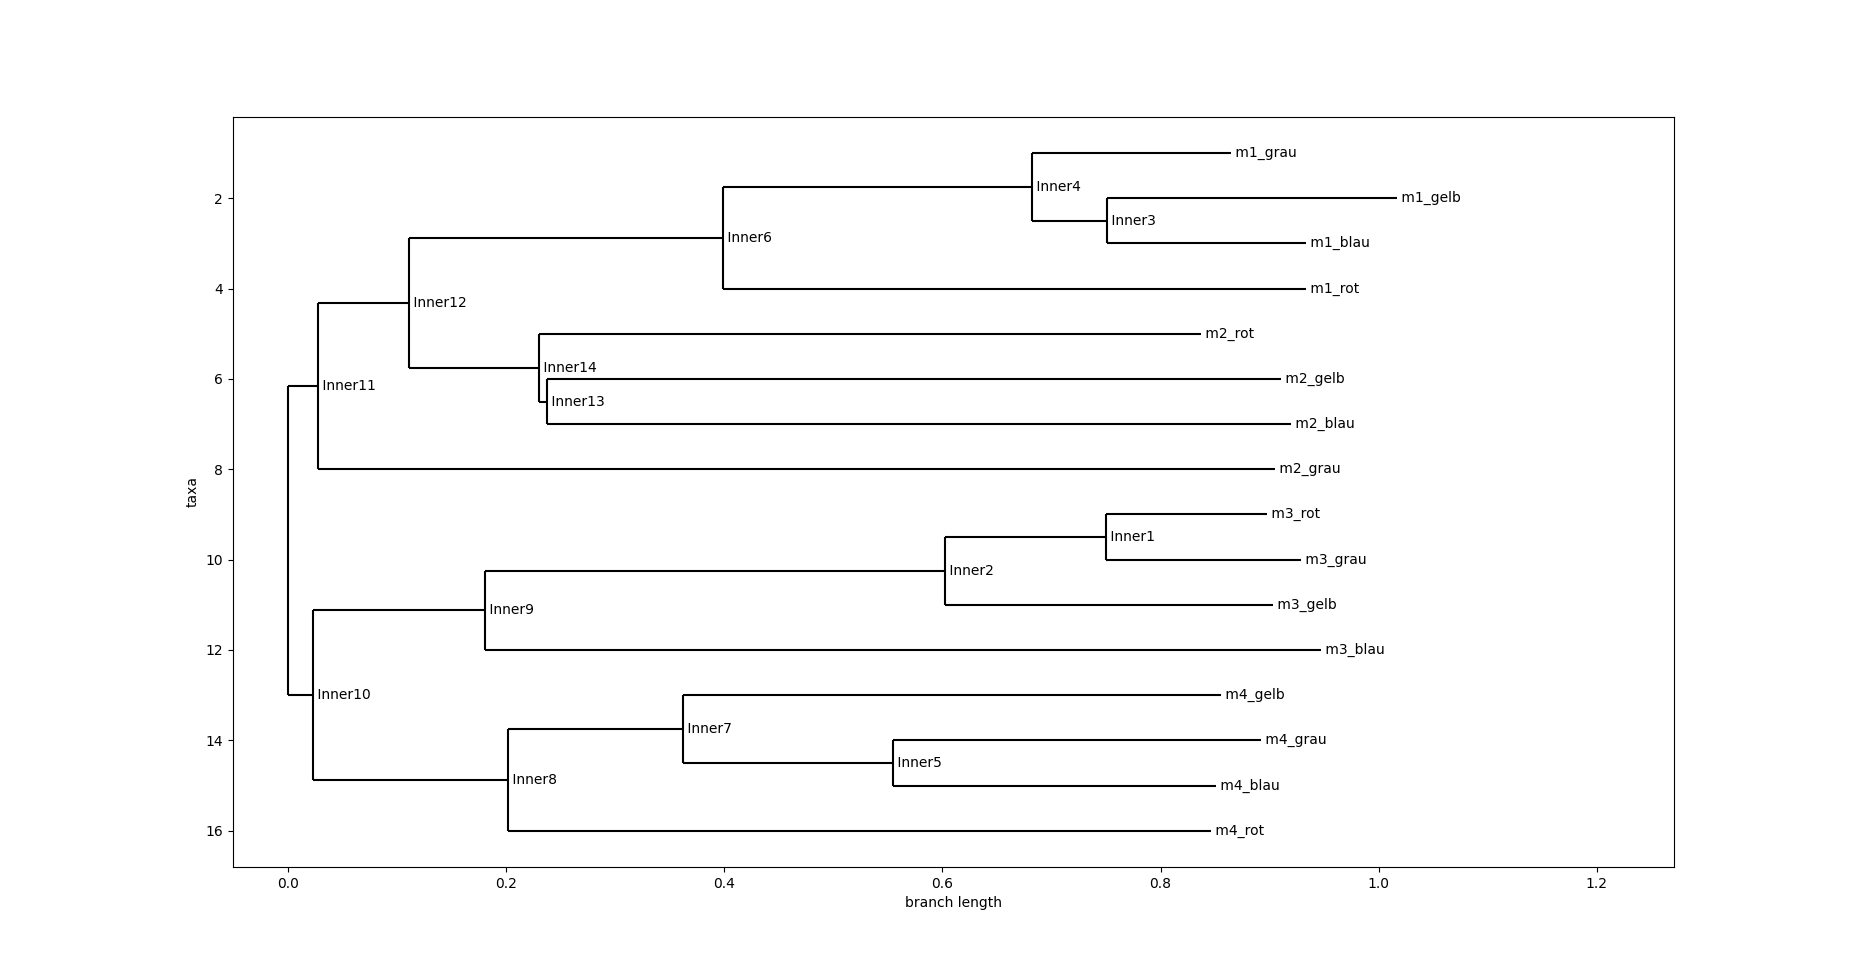 m1_grau
Inner4
2
m1_gelb
Inner3
Inner6
m1_blau
4
m1_rot
Inner12
m2_rot
Inner14
6
m2_gelb
Inner11
Inner13
m2_blau
8
m2_grau
taxa
m3_rot
Inner1
10
m3_grau
Inner2
m3_gelb
Inner9
12
m3_blau
Inner10
m4_gelb
Inner7
14
m4_grau
Inner5
Inner8
m4_blau
16
m4_rot
0.0 0.2 0.4 0.6 0.8 1.0 1.2
branch length